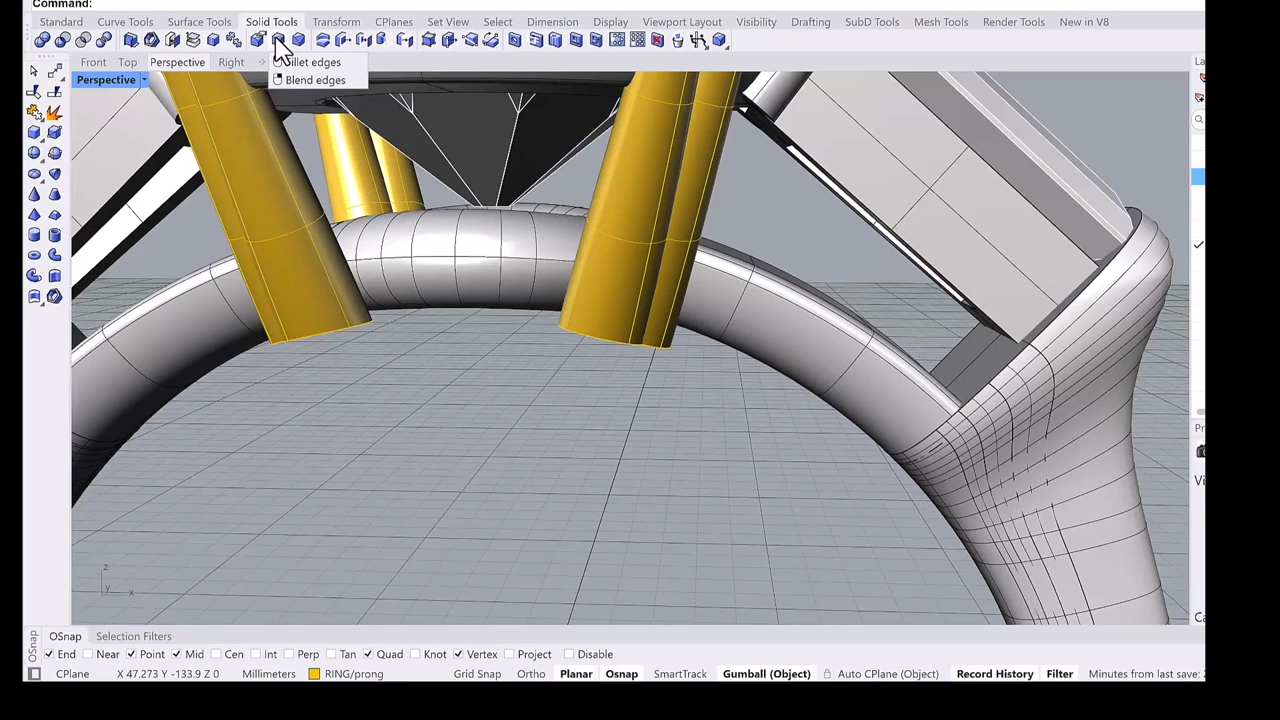 Command:
Standard Curve Tools Surface Tools Solid Tools Transform CPlanes Set View Select Dimension Display Viewport Layout Visibility Drafting SubD Tools Mesh Tools Render Tools New in V8
Front Top Perspective Right
illet edges
Perspective
Blend edges
z
y x
OSnap
OSnap Selection Filters
End Near Point Mid Cen Int Perp Tan Quad Knot Vertex Project Disable
CPlane X 47.273 Y -133.9 Z 0 Millimeters RING/prong Grid Snap Ortho Planar Osnap SmartTrack Gumball (Object) Auto CPlane (Object) Record History Filter Minutes from last save: